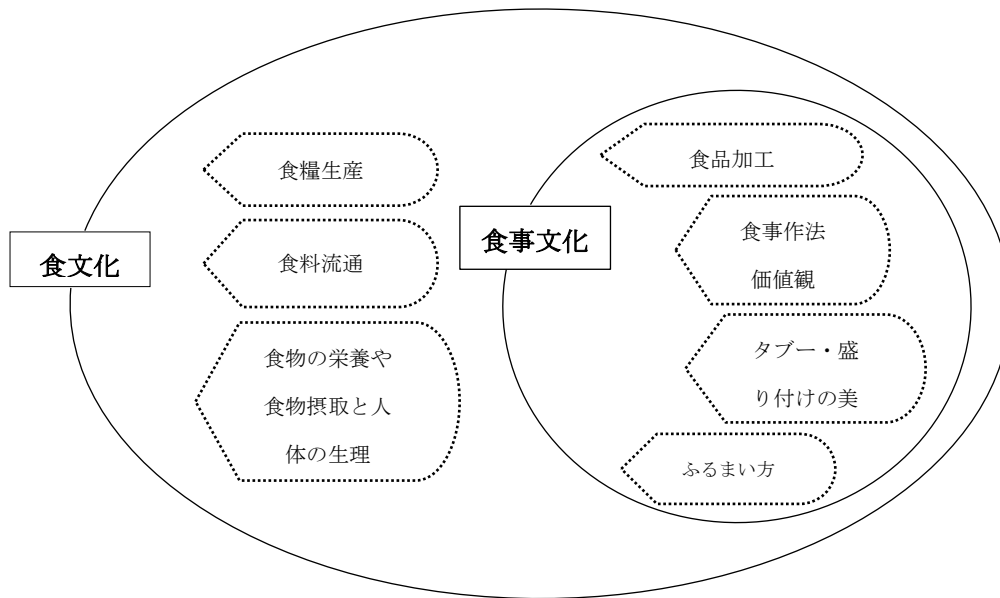 食文化
食糧生産
食料流通
食物の栄養や
食物摂取と人
体の生理
食事文化
食品加工
食事作法
価値観
タブー・盛
り付けの美
ふるまい方